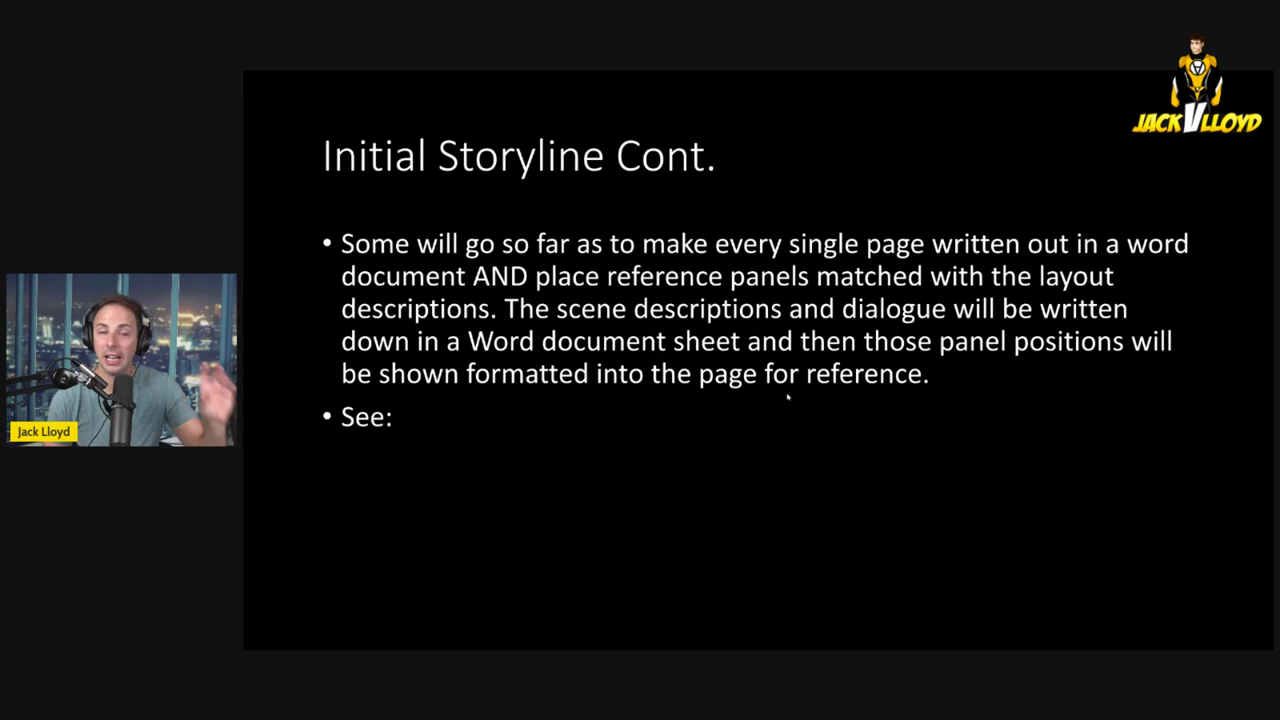 JACK V LLOYD
Initial Storyline Cont.
• Some will go so far as to make every single page written out in a word
document AND place reference panels matched with the layout
descriptions. The scene descriptions and dialogue will be written
down in a Word document sheet and then those panel positions will
be shown formatted into the page for reference.
• See:
Jack Lloyd